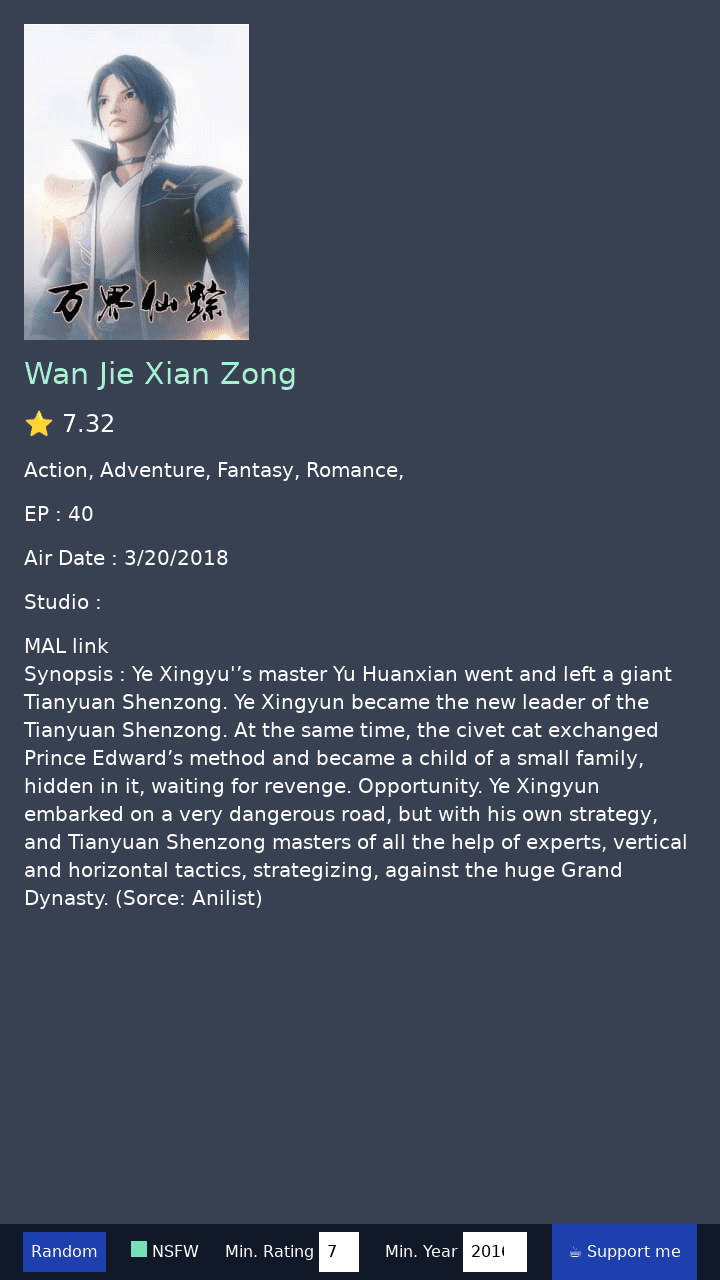 万界仙踪
Wan Jie Xian Zong
7.32
Action, Adventure, Fantasy, Romance,
EP : 40
Air Date : 3/20/2018
Studio :
MAL link
Synopsis : Ye Xingyu'’s master Yu Huanxian went and left a giant
Tianyuan Shenzong. Ye Xingyun became the new leader of the
Tianyuan Shenzong. At the same time, the civet cat exchanged
Prince Edward’s method and became a child of a small family,
hidden in it, waiting for revenge. Opportunity. Ye Xingyun
embarked on a very dangerous road, but with his own strategy,
and Tianyuan Shenzong masters of all the help of experts, vertical
and horizontal tactics, strategizing, against the huge Grand
Dynasty. (Sorce: Anilist)
Random NSFW Min. Rating 7 Min. Year Support me